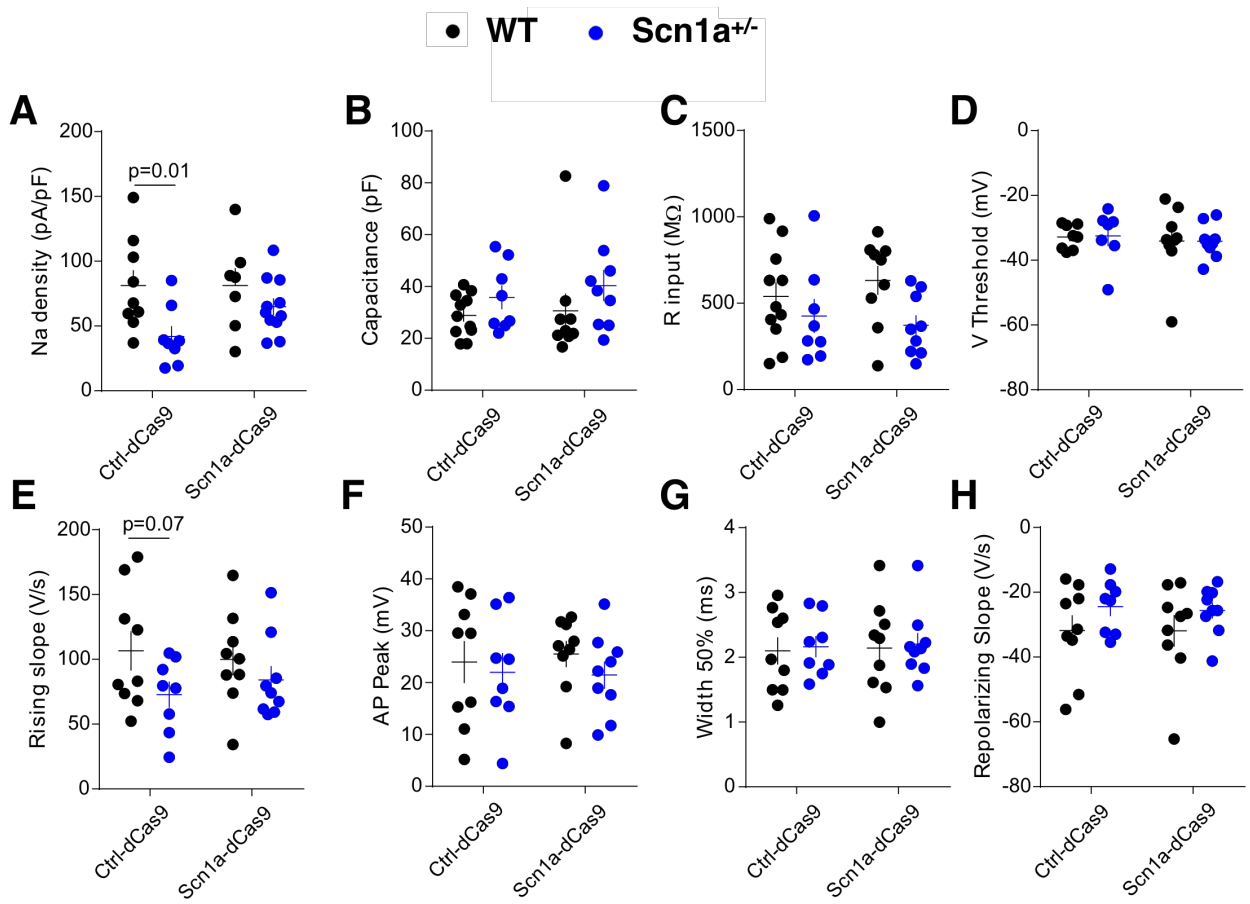 WT Scn1a+/-
A B C D
Na density (pA/pF)
200
150
100
50
0
p=0.01
Ctrl-dCas9
Scn1a-dCas9
Capacitance (pF)
100
80
60
40
20
0
Ctrl-dCas9
Scn1a-dCas9
R input (MΩ)
1500
1000
500
0
Ctrl-dCas9
Scn1a-dCas9
V Threshold (mV)
0
-20
-40
-60
-80
Ctrl-dCas9
Scn1a-dCas9
E F G H
Rising slope (V/s)
200
150
100
50
0
p=0.07
Ctrl-dCas9
Scn1a-dCas9
AP Peak (mV)
50
40
30
20
10
0
Ctrl-dCas9
Scn1a-dCas9
Width 50% (ms)
4
3
2
1
0
Ctrl-dCas9
Scn1a-dCas9
Repolarizing Slope (V/s)
0
-20
-40
-60
-80
Ctrl-dCas9
Scn1a-dCas9